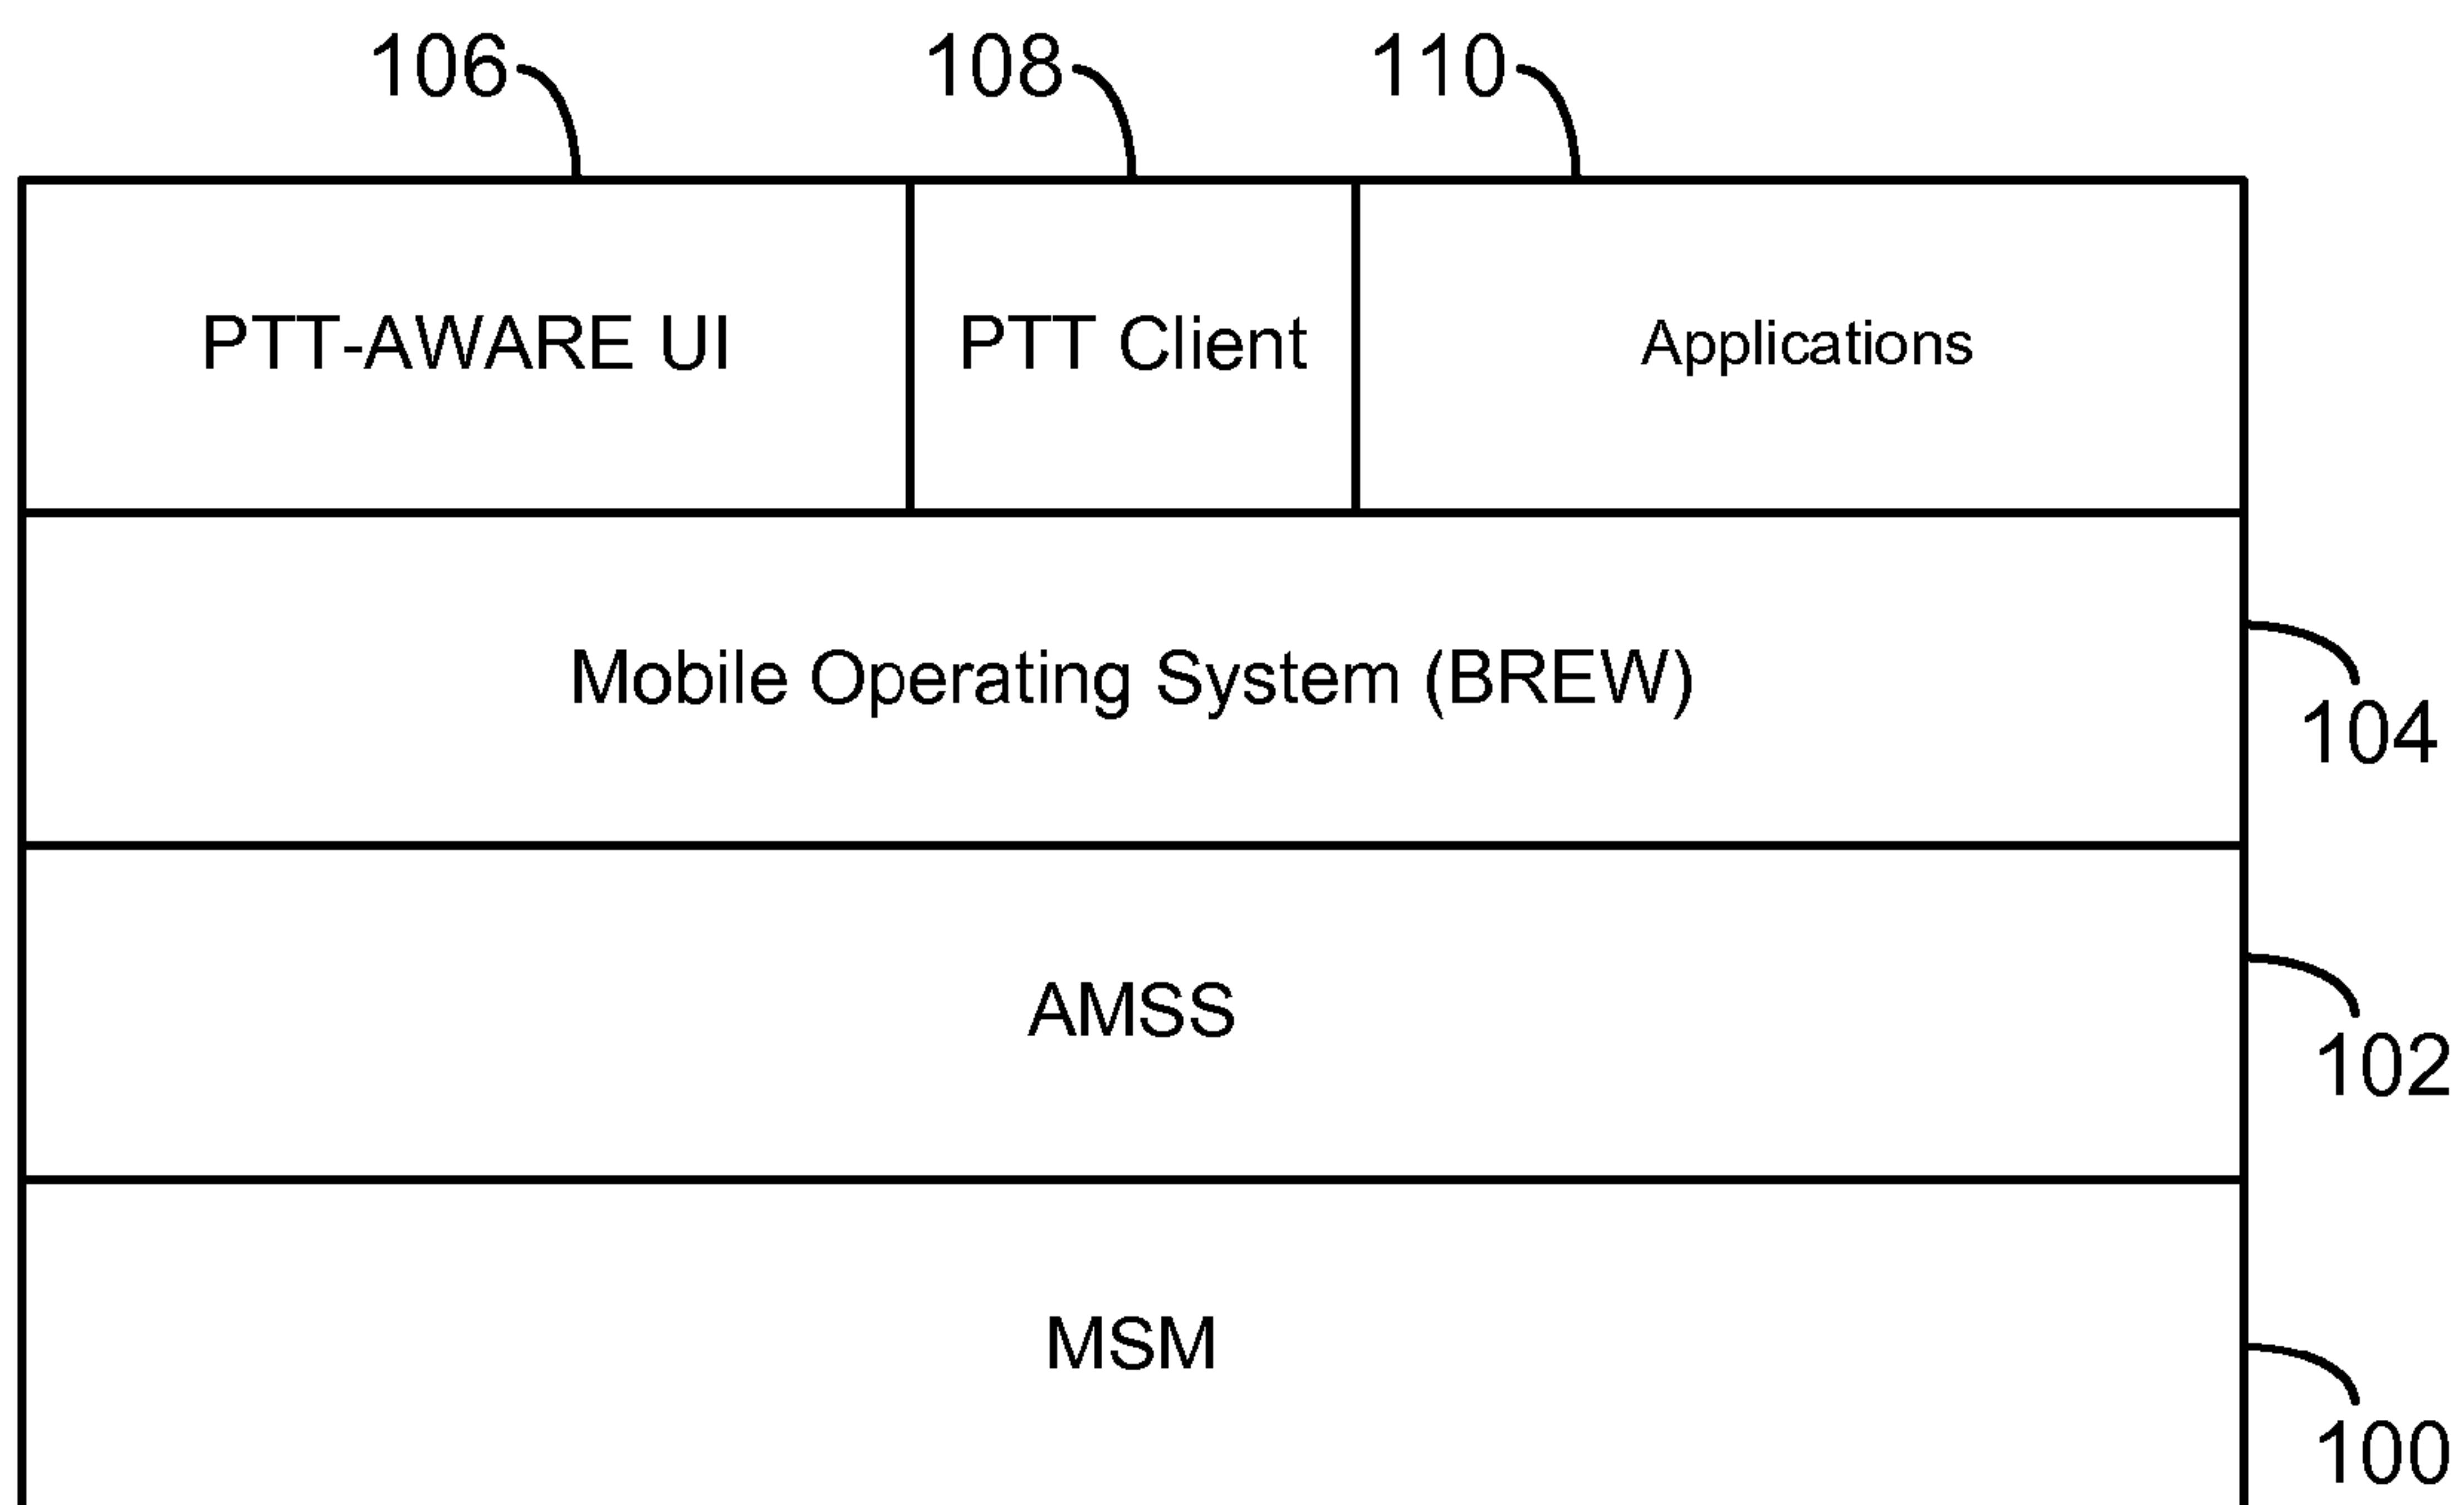 106 108 110
PTT-AWARE UI PTT Client Applications
Mobile Operating System (BREW)
104
AMSS
102
MSM
100